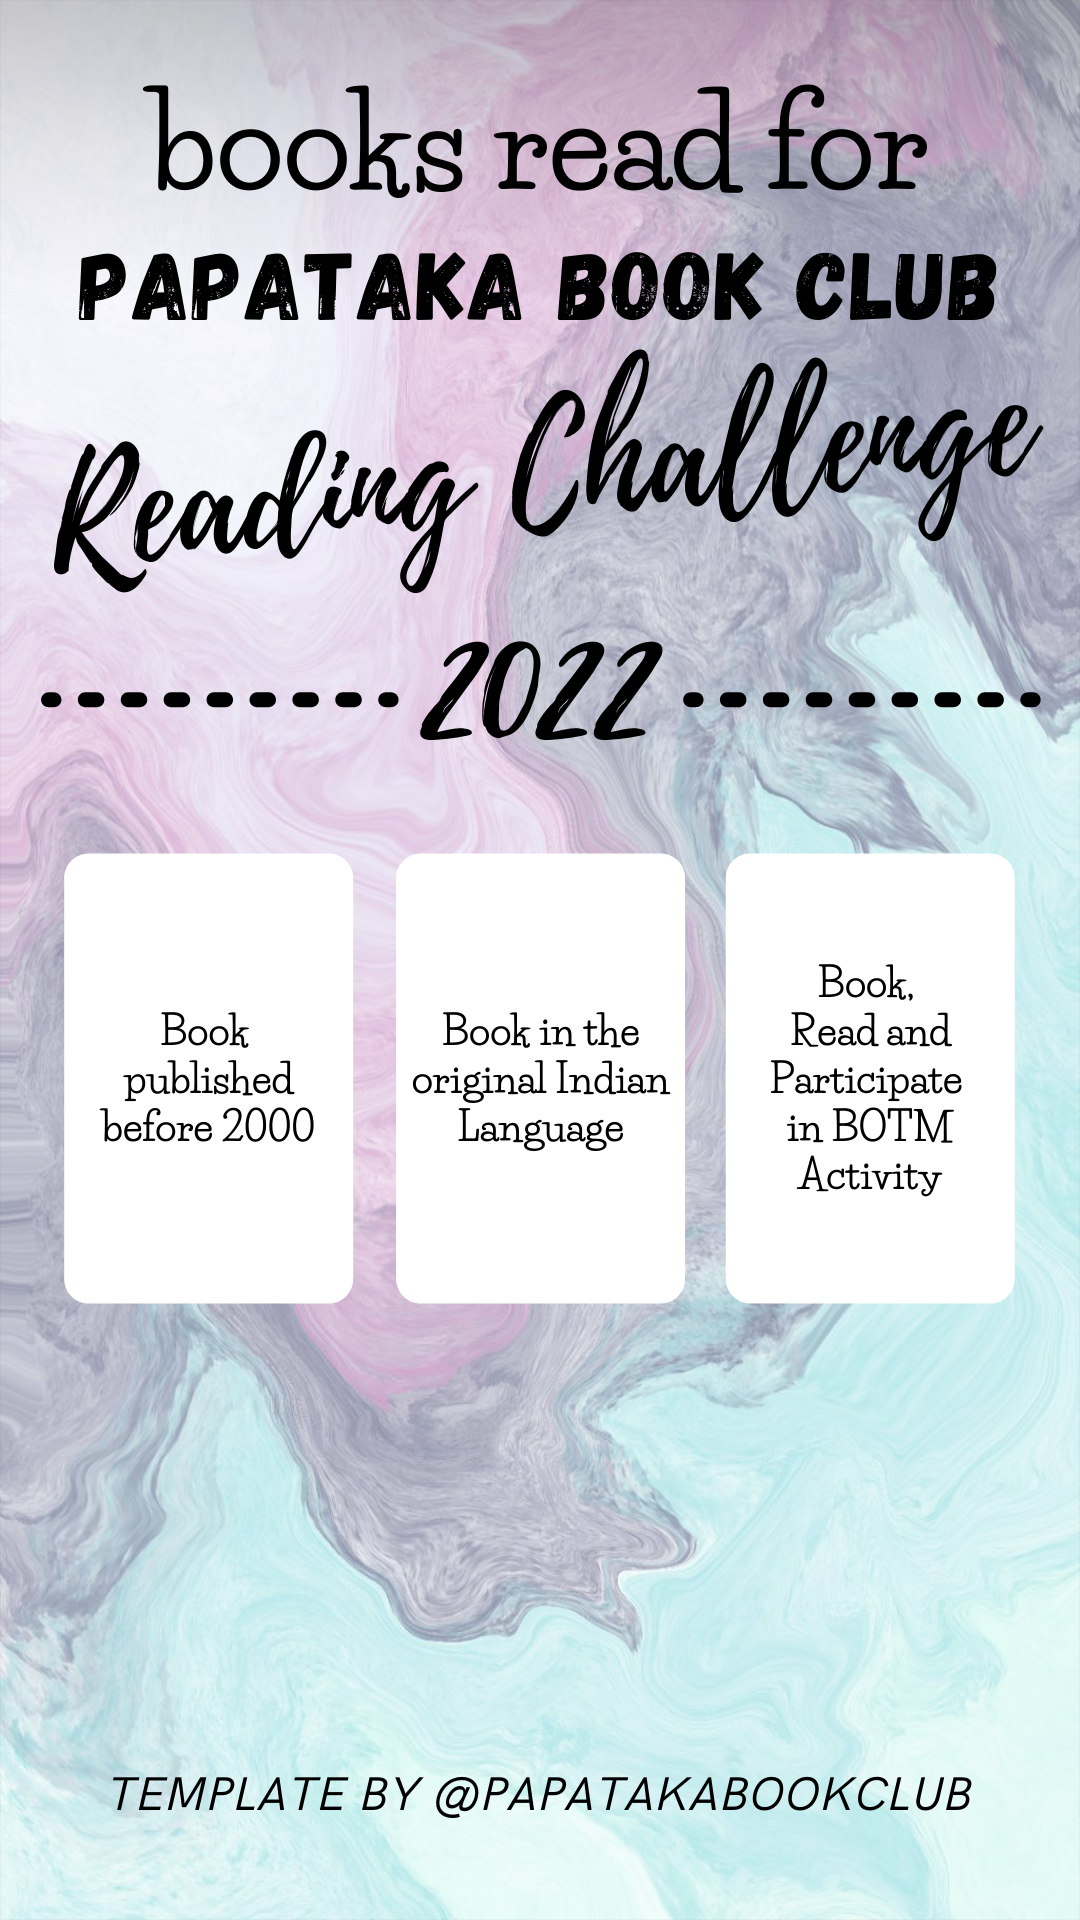 books read for
PAPATAKA BOOK CLUB
Reading Challenge
2022
Book
published
before 2000
Book in the
original Indian
Language
Book,
Read and
Participate
in BOTM
Activity
TEMPLATE BY @PAPATAKABOOKCLUB